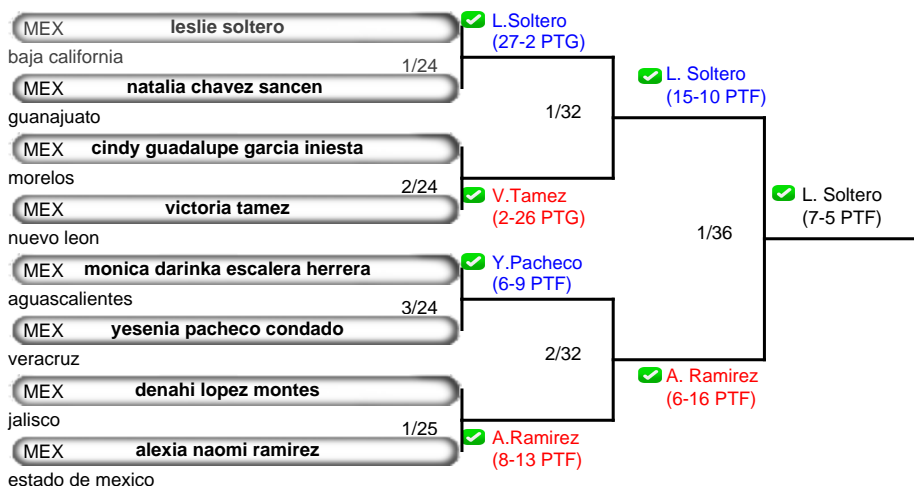 MEX leslie soltero
baja california
1/24
MEX natalia chavez sancen
guanajuato
MEX cindy guadalupe garcia iniesta
morelos
2/24
MEX victoria tamez
nuevo leon
MEX monica darinka escalera herrera
aguascalientes
3/24
MEX yesenia pacheco condado
veracruz
MEX denahi lopez montes
jalisco
1/25
MEX alexia naomi ramirez
estado de mexico
L.Soltero
(27-2 PTG)
1/32
V.Tamez
(2-26 PTG)
Y.Pacheco
(6-9 PTF)
2/32
A.Ramirez
(8-13 PTF)
L. Soltero
(15-10 PTF)
1/36
A. Ramirez
(6-16 PTF)
L. Soltero
(7-5 PTF)